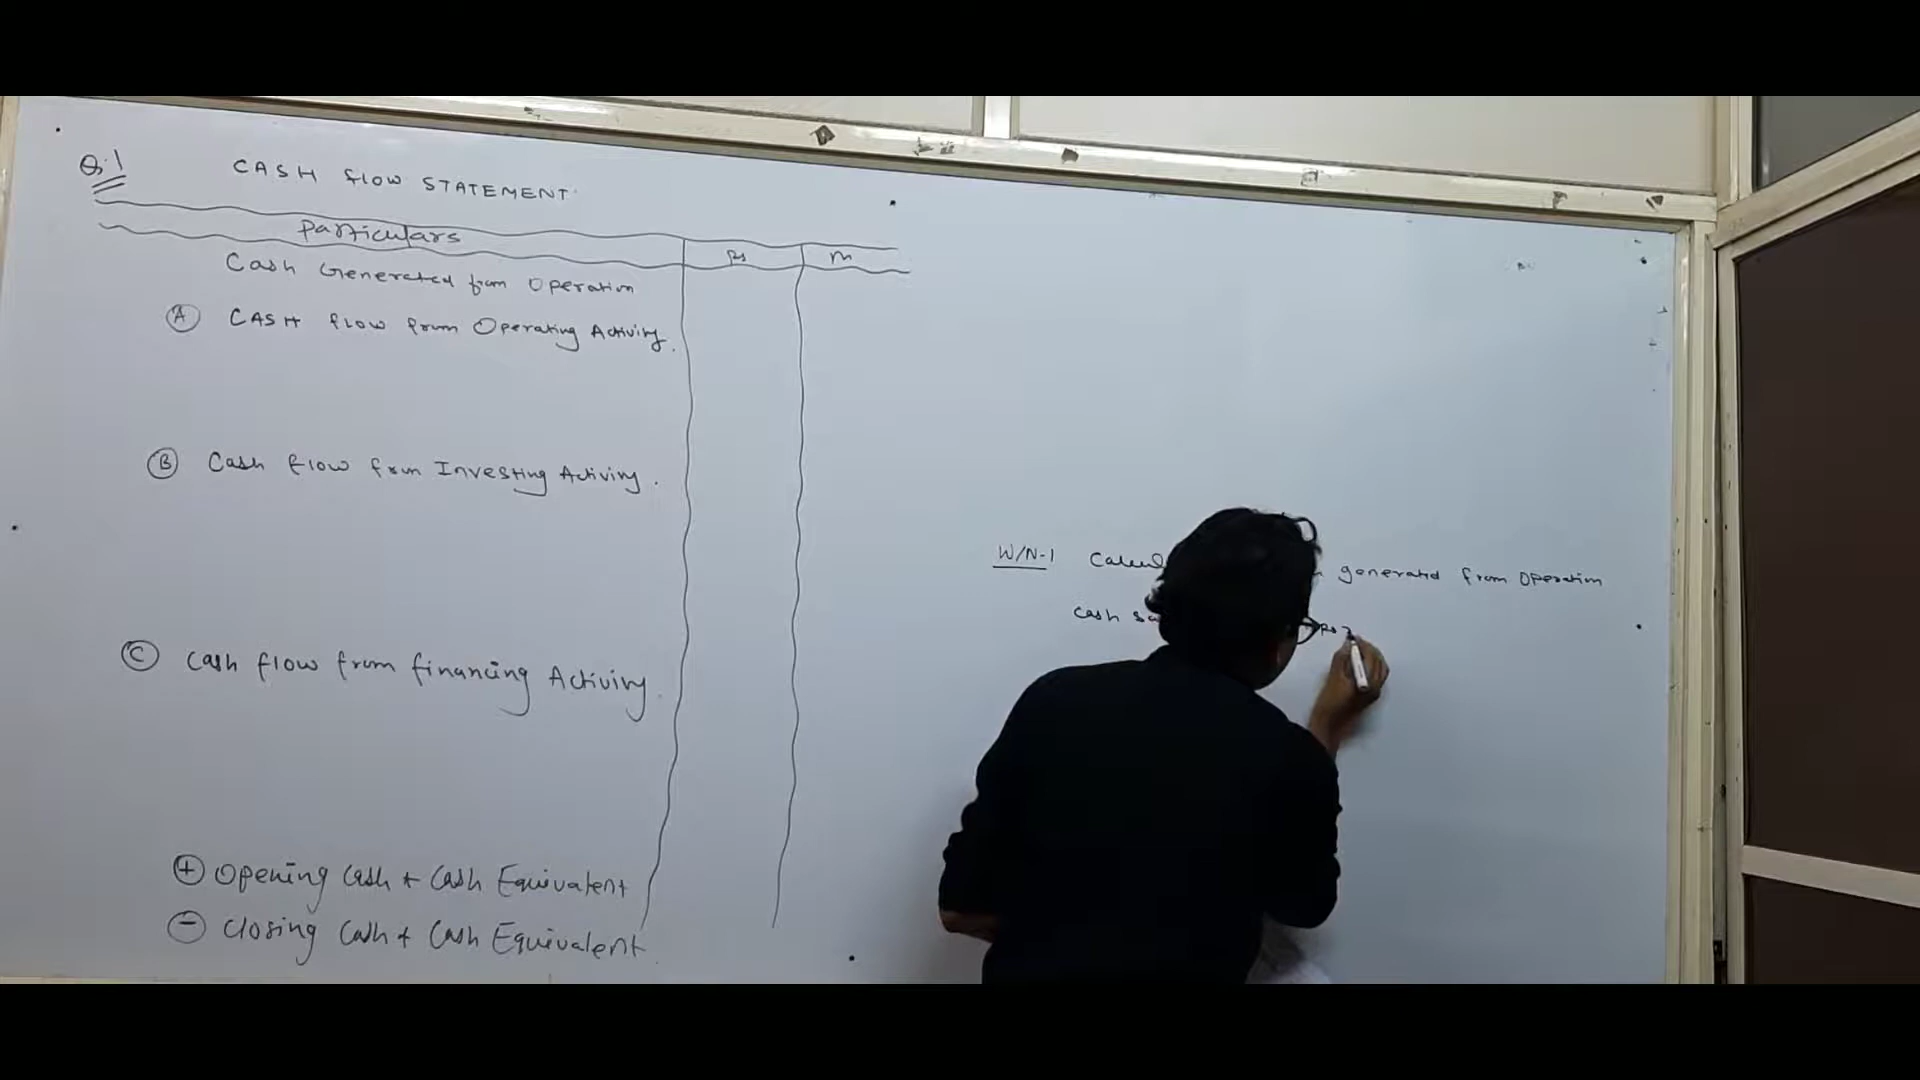 Q.1
CASH flow STATEMENT
Particulars
Rs
Cash Generated from Operation
A CASH flow from Operating Activity.
B Cash flow from Investing Activity.
C Cash flow from financing Activity.
+ Opening Cash + Cash Equivalent
- Closing Cash + Cash Equivalent.
W/N-1 generated from Operation
Cash